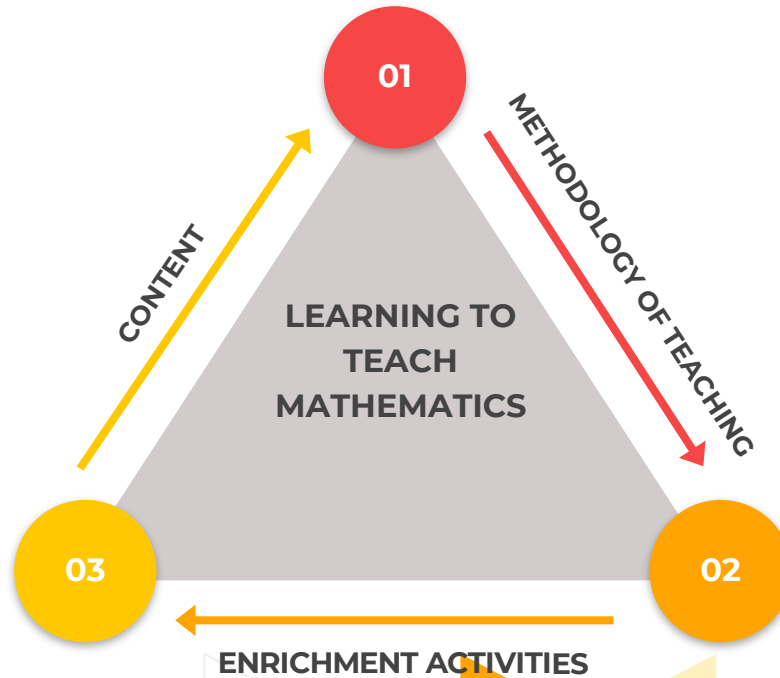 01
METHODOLOGY OF TEACHING
CONTENT
LEARNING TO
TEACH
MATHEMATICS
03
02
ENRICHMENT ACTIVITIES